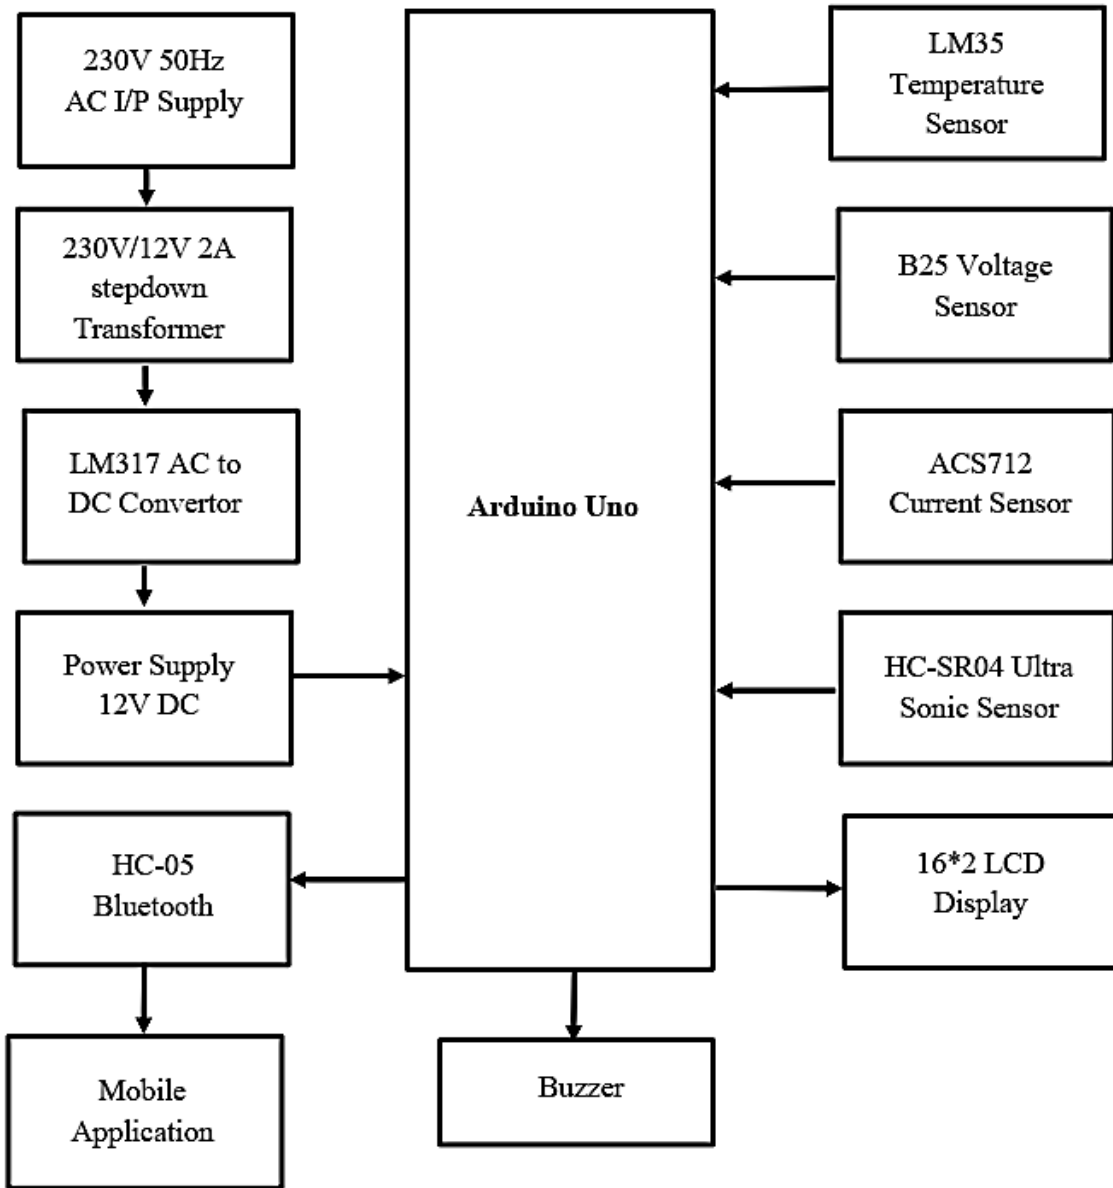 230V 50Hz
AC I/P Supply
230V/12V 2A
stepdown
Transformer
LM317 AC to
DC Convertor
Power Supply
12V DC
HC-05
Bluetooth
Mobile
Application
Arduino Uno
Buzzer
LM35
Temperature
Sensor
B25 Voltage
Sensor
ACS712
Current Sensor
HC-SR04 Ultra
Sonic Sensor
16*2 LCD
Display